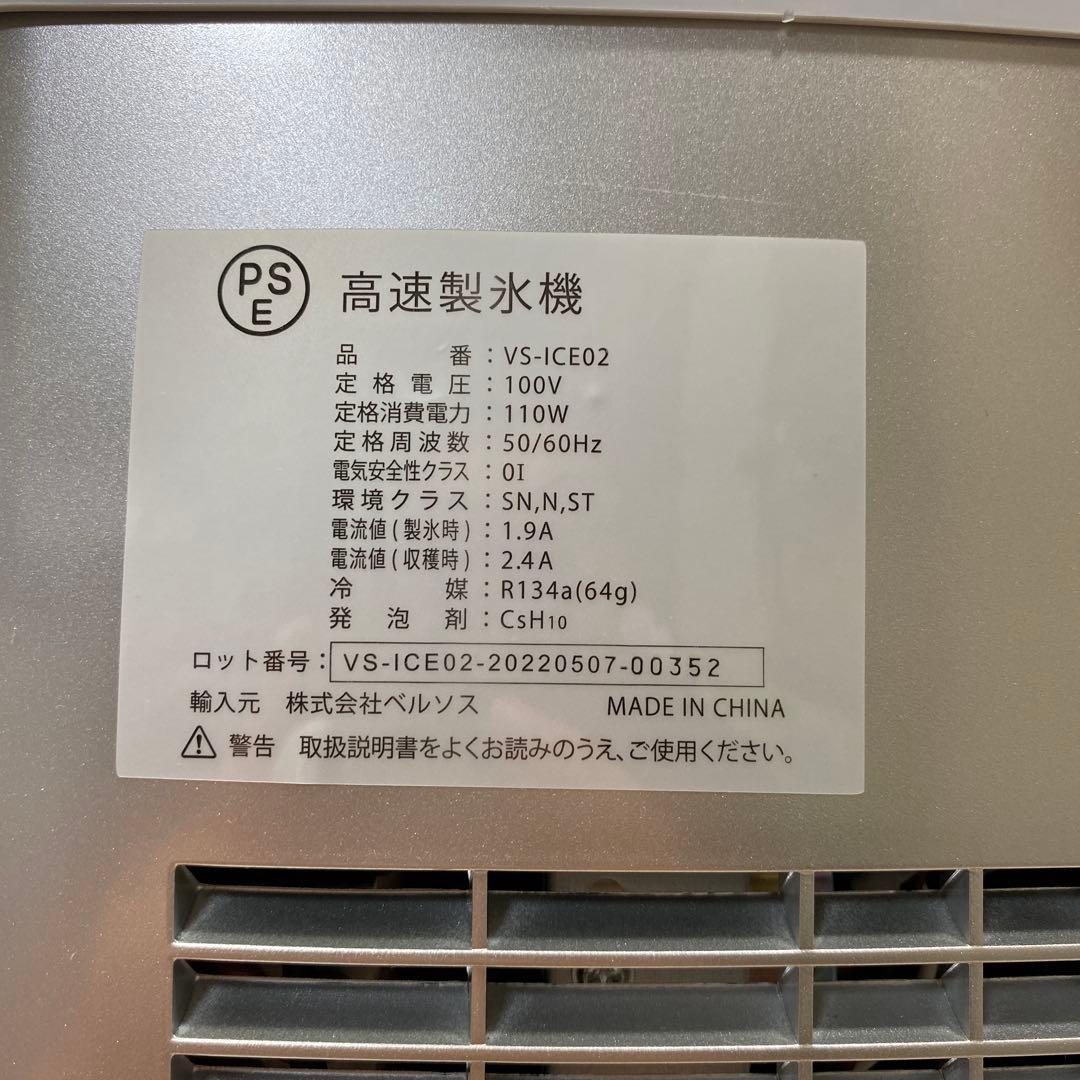 PSE 高速製氷機
品番：VS-ICE02
定格電圧：100V
定格消費電力：110W
定格周波数：50/60Hz
電気安全性クラス：0I
環境クラス：SN,N,ST
電流値(製氷時)：1.9A
電流値(収穫時)：2.4A
冷媒：R134a(64g)
発泡剤：CsH10
ロット番号：VS-ICE02-20220507-00352
輸入元 株式会社ベルソス MADE IN CHINA
警告 取扱説明書をよくお読みのうえ、ご使用ください。